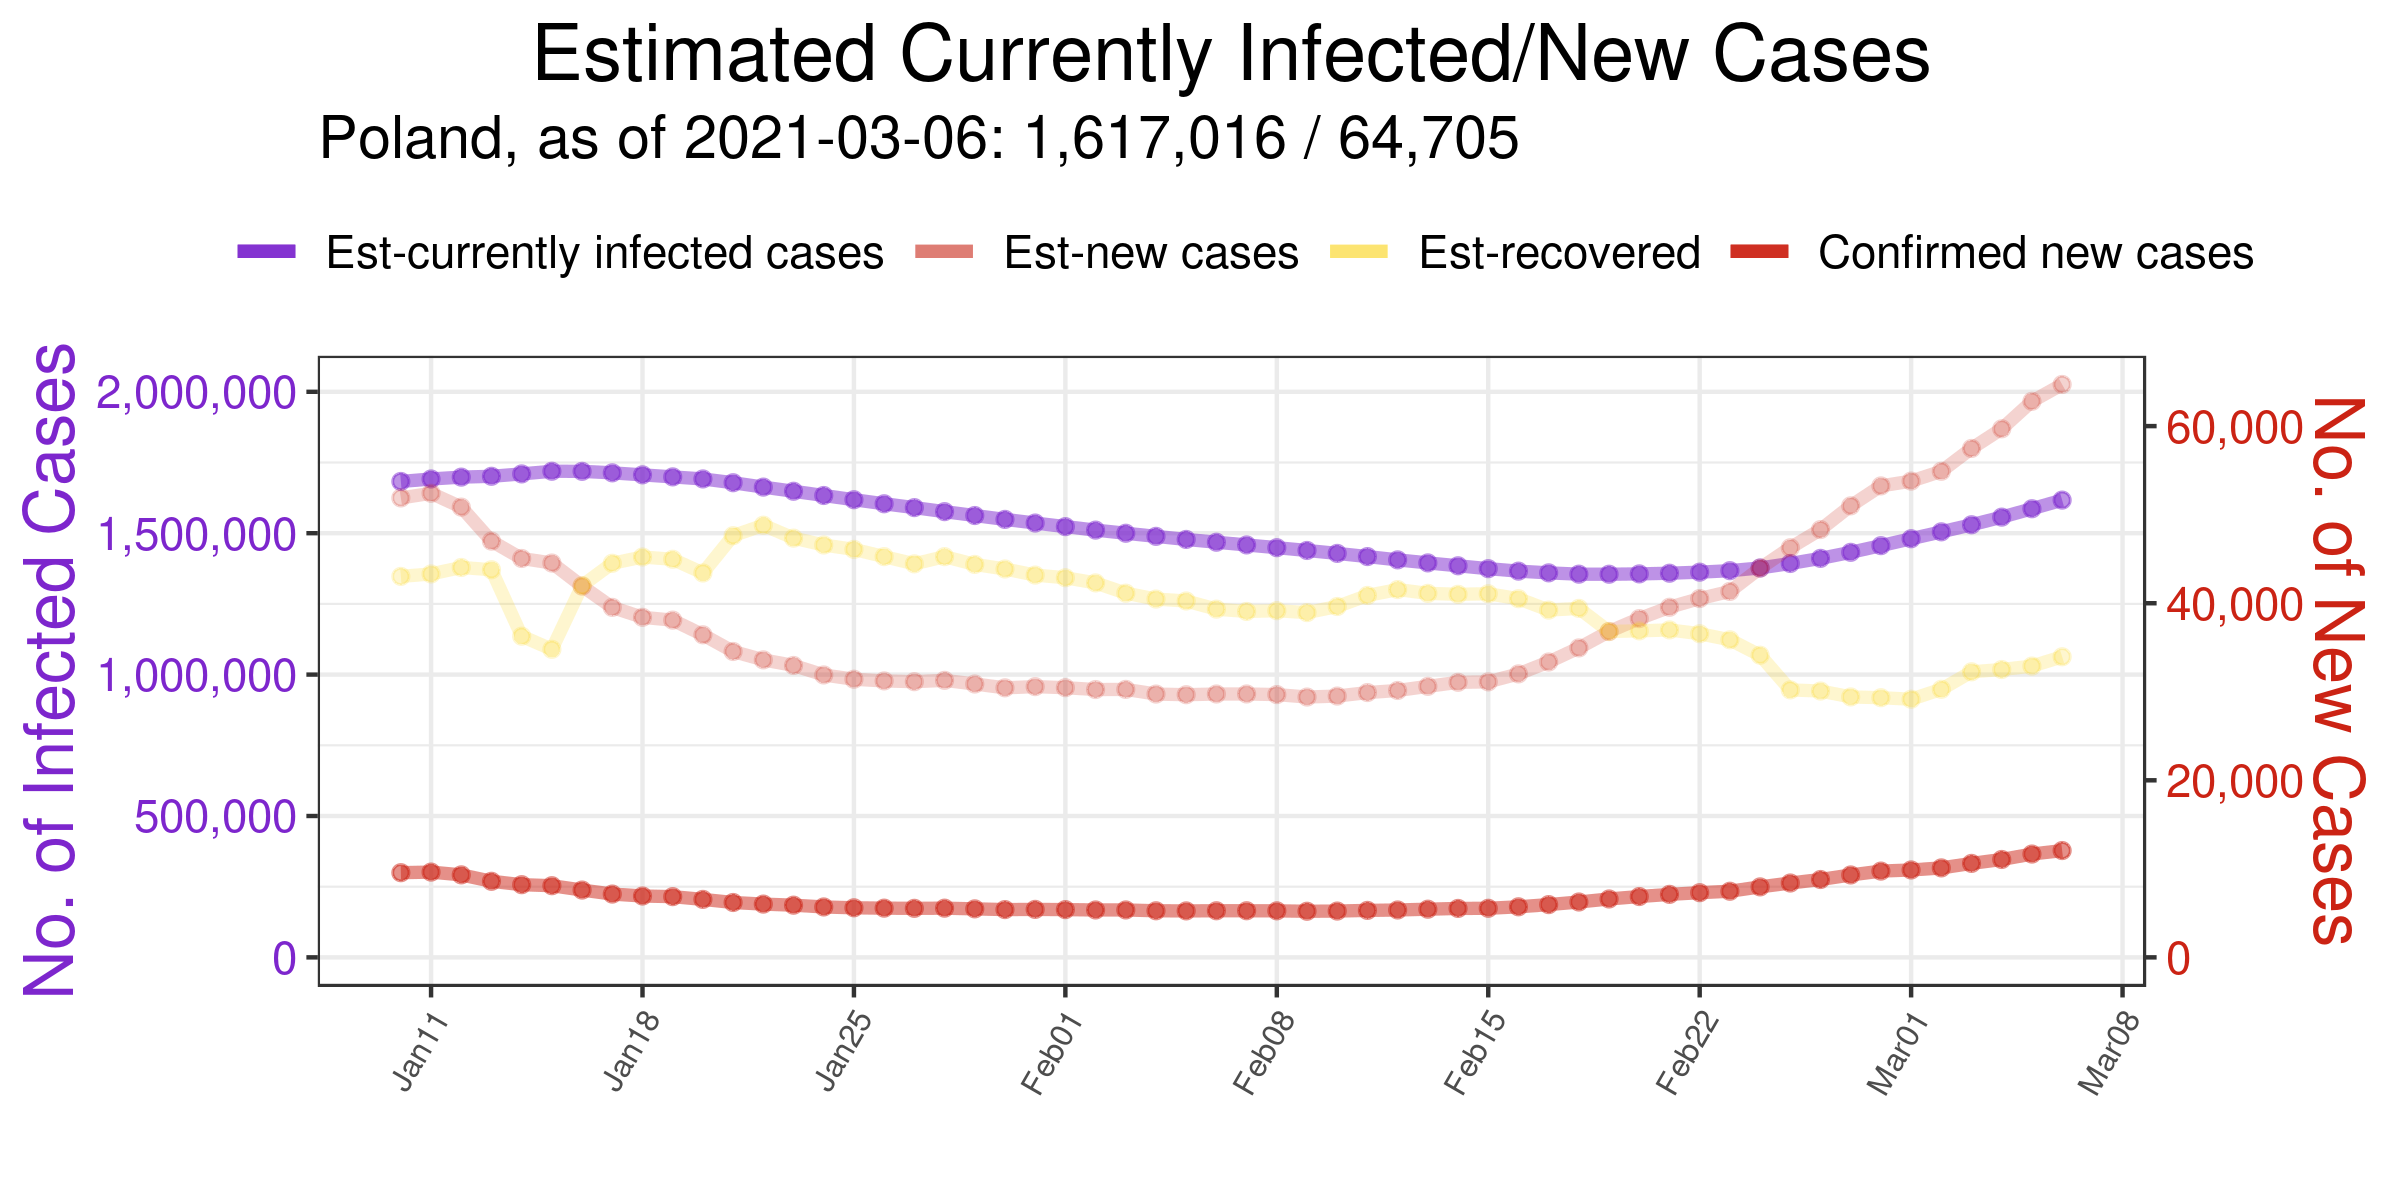 Estimated Currently Infected/New Cases
Poland, as of 2021-03-06: 1,617,016 / 64,705
Est-currently infected cases Est-new cases Est-recovered Confirmed new cases
No. of Infected Cases
2,000,000
1,500,000
1,000,000
500,000
0
60,000
40,000
20,000
0
No. of New Cases
Jan11 Jan18 Jan25 Feb01 Feb08 Feb15 Feb22 Mar01 Mar08